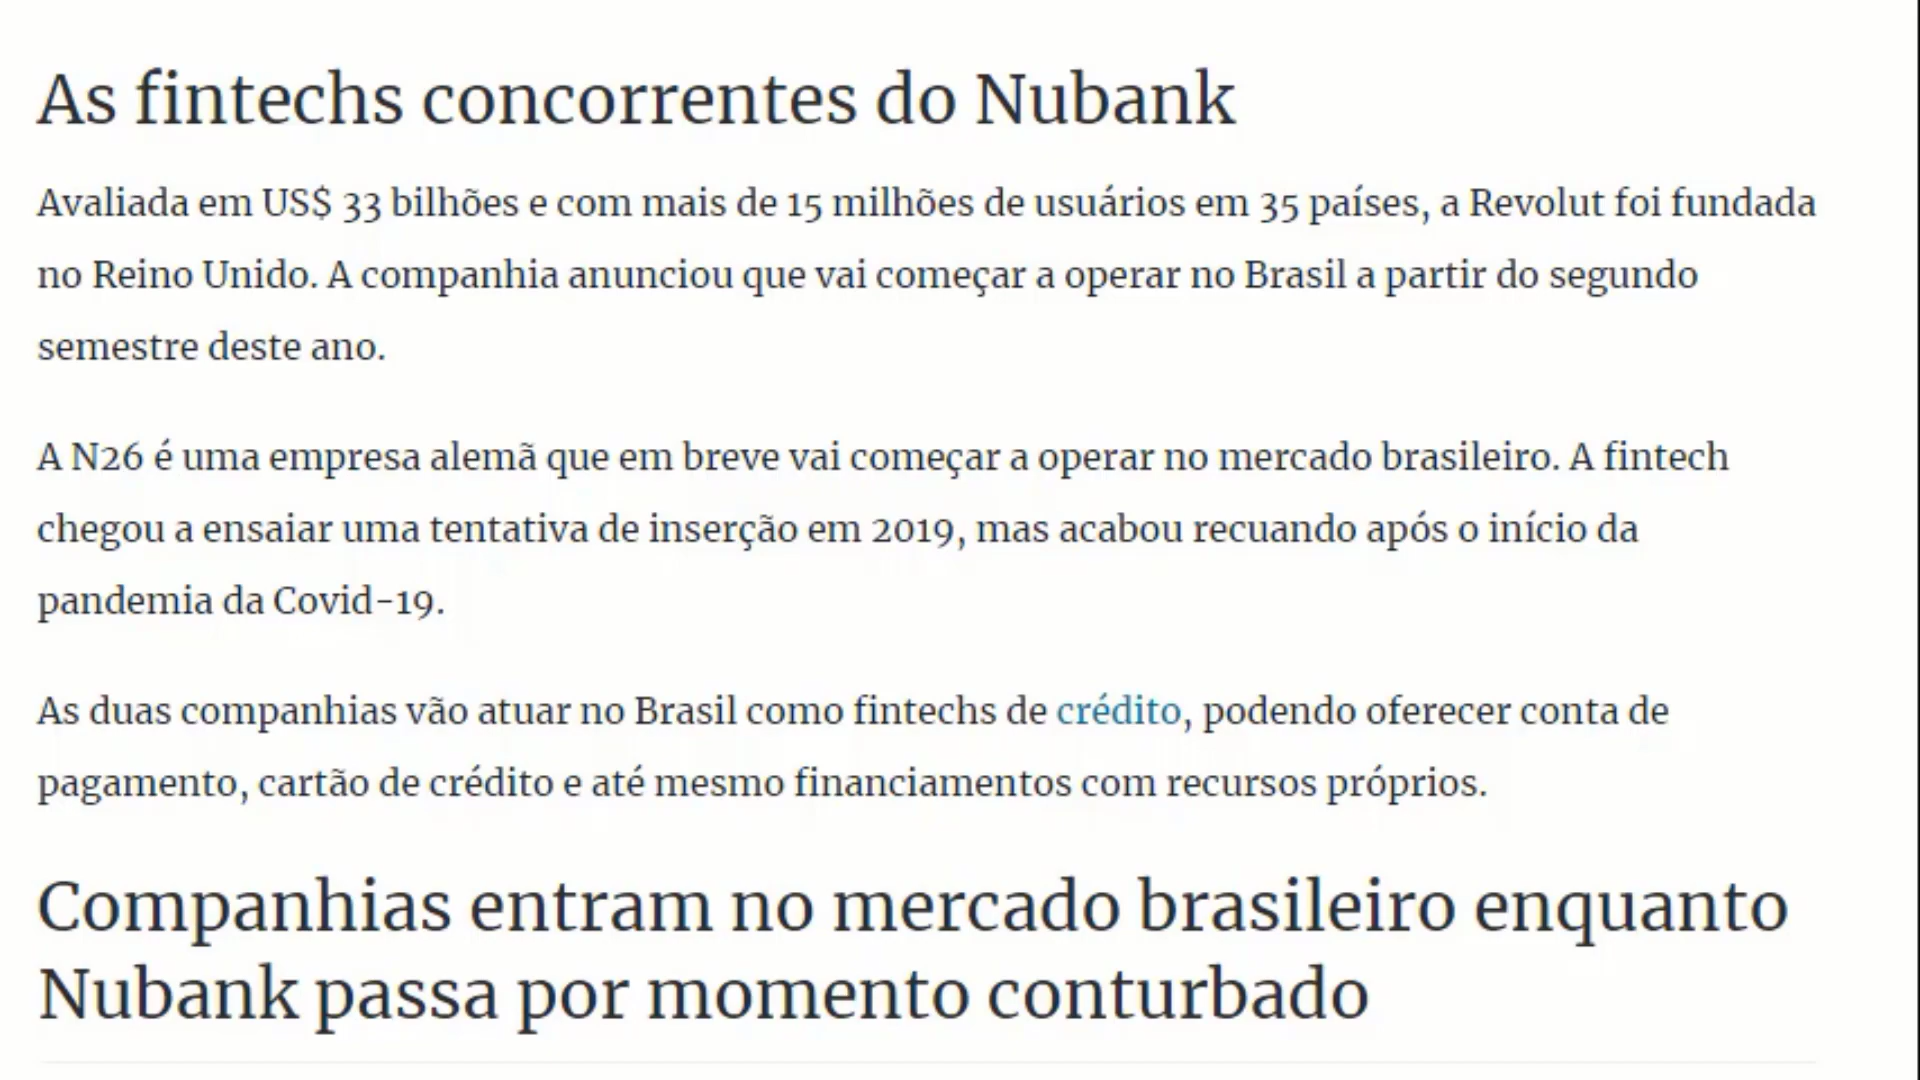 As fintechs concorrentes do Nubank
Avaliada em US$ 33 bilhões e com mais de 15 milhões de usuários em 35 países, a Revolut foi fundada
no Reino Unido. A companhia anunciou que vai começar a operar no Brasil a partir do segundo
semestre deste ano.
A N26 é uma empresa alemã que em breve vai começar a operar no mercado brasileiro. A fintech
chegou a ensaiar uma tentativa de inserção em 2019, mas acabou recuando após o início da
pandemia da Covid-19.
As duas companhias vão atuar no Brasil como fintechs de crédito, podendo oferecer conta de
pagamento, cartão de crédito e até mesmo financiamentos com recursos próprios.
Companhias entram no mercado brasileiro enquanto
Nubank passa por momento conturbado